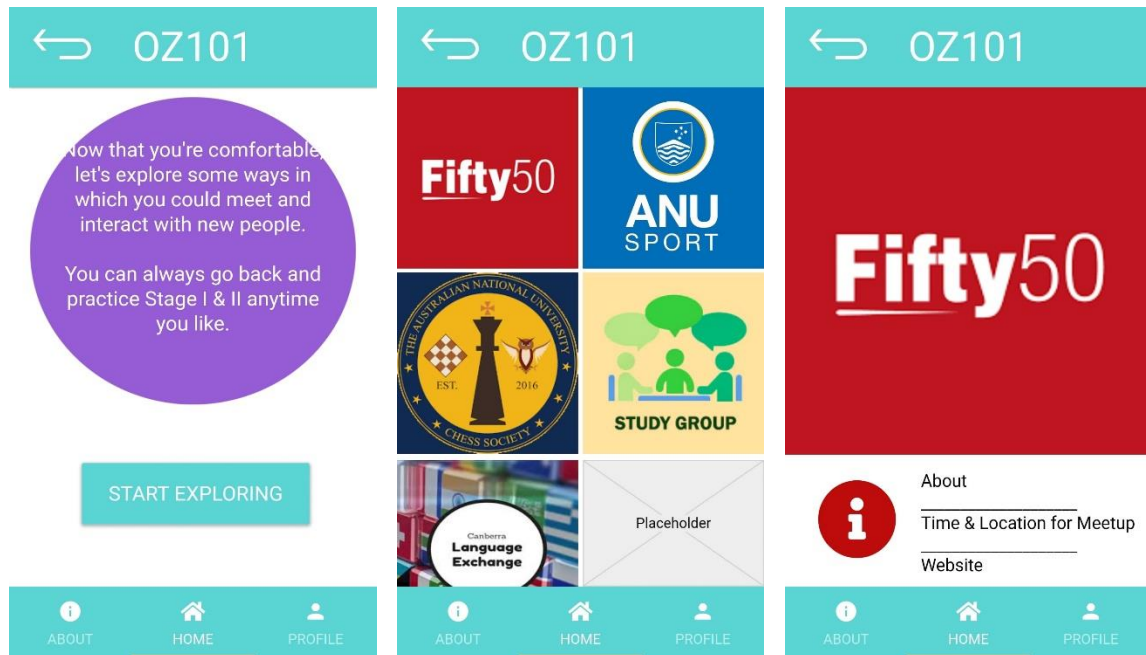 OZ101
Now that you're comfortable,
let's explore some ways in
which you could meet and
interact with new people.
You can always go back and
practice Stage I & II anytime
you like.
START EXPLORING
ABOUT
HOME
PROFILE
OZ101
Fifty50
ANU
SPORT
THE AUSTRALIAN NATIONAL UNIVERSITY
EST. 2016
CHESS SOCIETY
STUDY GROUP
Canberra
Language
Exchange
Placeholder
ABOUT
HOME
PROFILE
OZ101
Fifty50
About
Time & Location for Meetup
Website
ABOUT
HOME
PROFILE